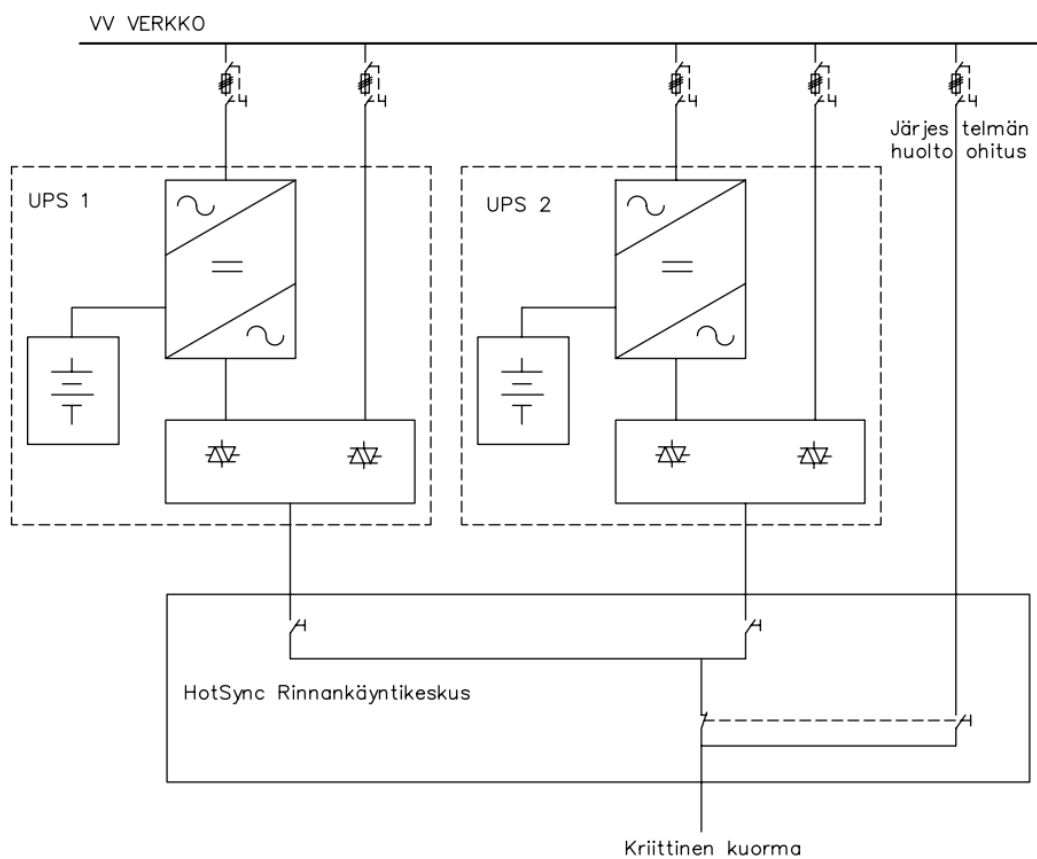 VV VERKKO
Järjes telmän
huolto ohitus
UPS 1
UPS 2
HotSync Rinnankäyntikeskus
Kriittinen kuorma